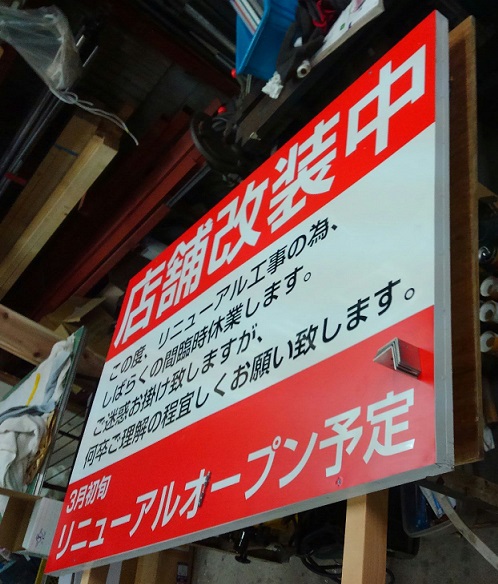 店舗改装中
この度、リニューアル工事の為、
しばらくの間臨時休業します。
ご迷惑お掛け致しますが、
何卒ご理解の程宜しくお願い致します。
3月初旬
リニューアルオープン予定